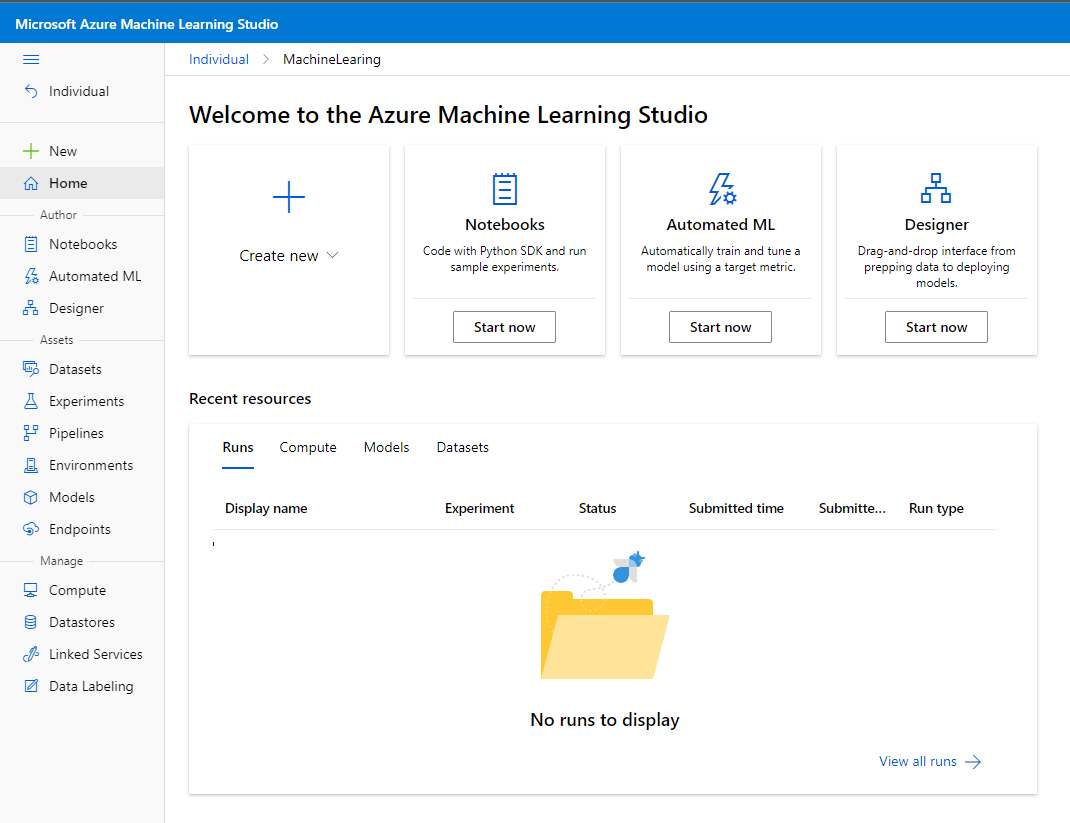 Microsoft Azure Machine Learning Studio
Individual
MachineLearing
Individual
New
Home
Author
Notebooks
Automated ML
Designer
Assets
Datasets
Experiments
Pipelines
Environments
Models
Endpoints
Manage
Compute
Datastores
Linked Services
Data Labeling
Welcome to the Azure Machine Learning Studio
Create new
Notebooks
Code with Python SDK and run
sample experiments.
Start now
Automated ML
Automatically train and tune a
model using a target metric.
Start now
Designer
Drag-and-drop interface from
prepping data to deploying
models.
Start now
Recent resources
Runs Compute Models Datasets
Display name Experiment Status Submitted time Submitte... Run type
No runs to display
View all runs